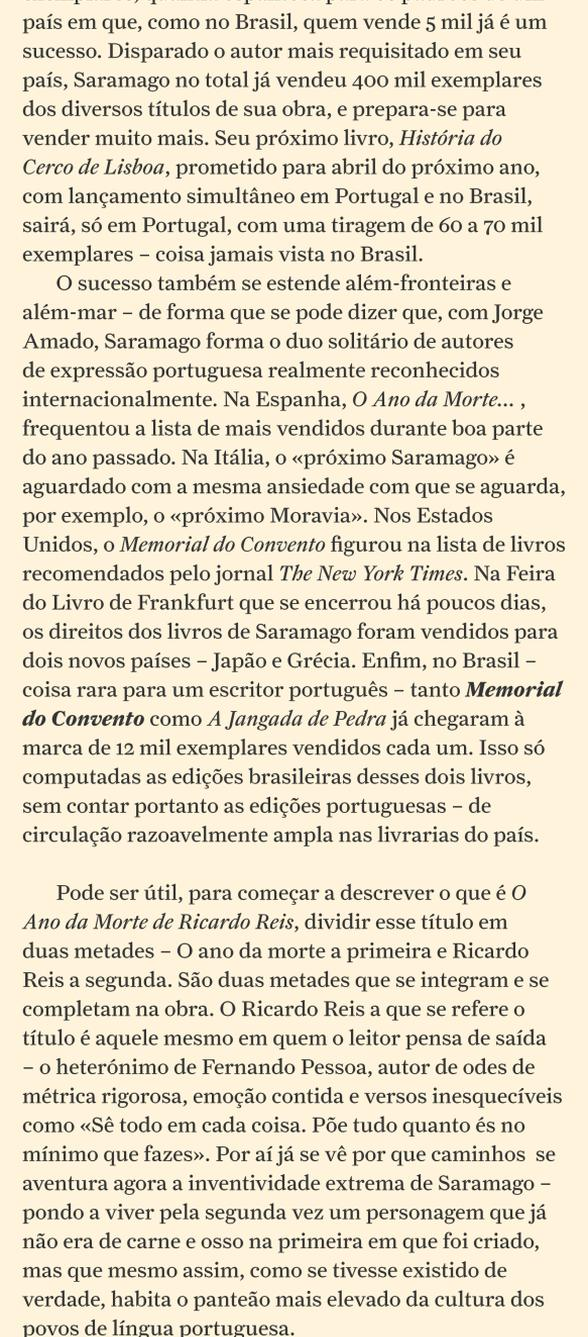 país em que, como no Brasil, quem vende 5 mil já é um
sucesso. Disparado o autor mais requisitado em seu
país, Saramago no total já vendeu 400 mil exemplares
dos diversos títulos de sua obra, e prepara-se para
vender muito mais. Seu próximo livro, História do
Cerco de Lisboa, prometido para abril do próximo ano,
com lançamento simultâneo em Portugal e no Brasil,
sairá, só em Portugal, com uma tiragem de 60 a 70 mil
exemplares – coisa jamais vista no Brasil.
O sucesso também se estende além-fronteiras e
além-mar – de forma que se pode dizer que, com Jorge
Amado, Saramago forma o duo solitário de autores
de expressão portuguesa realmente reconhecidos
internacionalmente. Na Espanha, O Ano da Morte... ,
frequentou a lista de mais vendidos durante boa parte
do ano passado. Na Itália, o «próximo Saramago» é
aguardado com a mesma ansiedade com que se aguarda,
por exemplo, o «próximo Moravia». Nos Estados
Unidos, o Memorial do Convento figurou na lista de livros
recomendados pelo jornal The New York Times. Na Feira
do Livro de Frankfurt que se encerrou há poucos dias,
os direitos dos livros de Saramago foram vendidos para
dois novos países – Japão e Grécia. Enfim, no Brasil –
coisa rara para um escritor português – tanto Memorial
do Convento como A Jangada de Pedra já chegaram à
marca de 12 mil exemplares vendidos cada um. Isso só
computadas as edições brasileiras desses dois livros,
sem contar portanto as edições portuguesas – de
circulação razoavelmente ampla nas livrarias do país.
Pode ser útil, para começar a descrever o que é O
Ano da Morte de Ricardo Reis, dividir esse título em
duas metades – O ano da morte a primeira e Ricardo
Reis a segunda. São duas metades que se integram e se
completam na obra. O Ricardo Reis a que se refere o
título é aquele mesmo em quem o leitor pensa de saída
– o heterónimo de Fernando Pessoa, autor de odes de
métrica rigorosa, emoção contida e versos inesquecíveis
como «Sê todo em cada coisa. Põe tudo quanto és no
mínimo que fazes». Por aí já se vê por que caminhos se
aventura agora a inventividade extrema de Saramago –
pondo a viver pela segunda vez um personagem que já
não era de carne e osso na primeira em que foi criado,
mas que mesmo assim, como se tivesse existido de
verdade, habita o panteão mais elevado da cultura dos
povos de língua portuguesa.